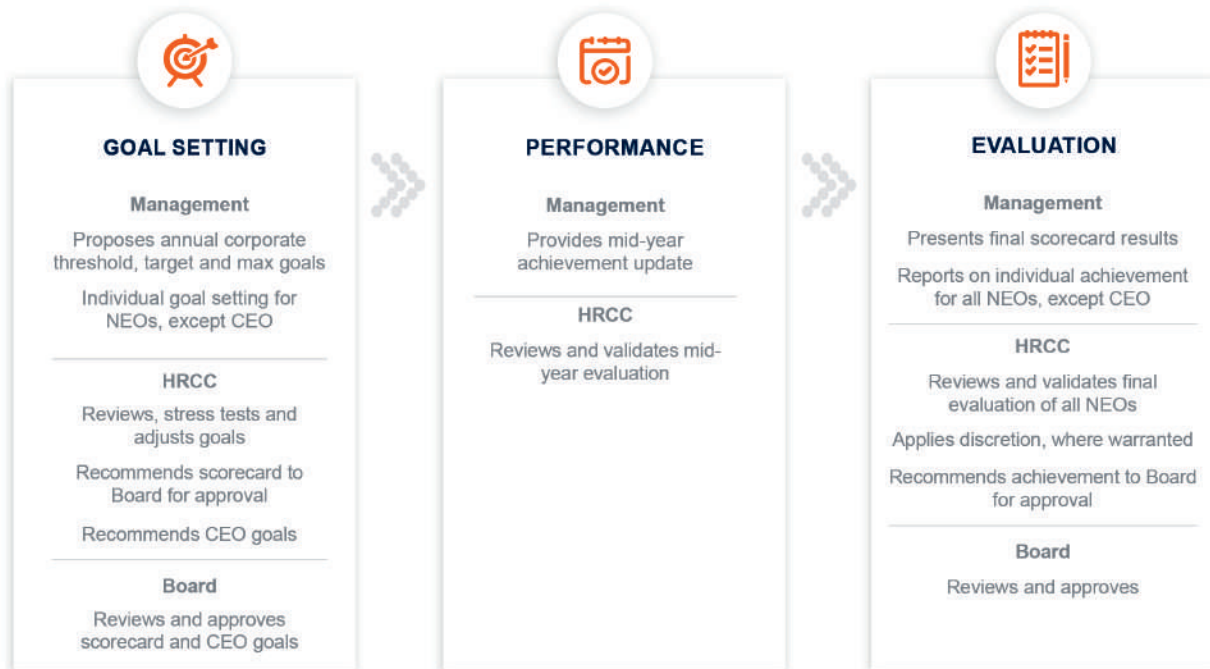 GOAL SETTING
Management
Proposes annual corporate
threshold, target and max goals
Individual goal setting for
NEOs, except CEO
HRCC
Reviews, stress tests and
adjusts goals
Recommends scorecard to
Board for approval
Recommends CEO goals
Board
Reviews and approves
scorecard and CEO goals
PERFORMANCE
Management
Provides mid-year
achievement update
HRCC
Reviews and validates mid-
year evaluation
EVALUATION
Management
Presents final scorecard results
Reports on individual achievement
for all NEOs, except CEO
HRCC
Reviews and validates final
evaluation of all NEOs
Applies discretion, where warranted
Recommends achievement to Board
for approval
Board
Reviews and approves